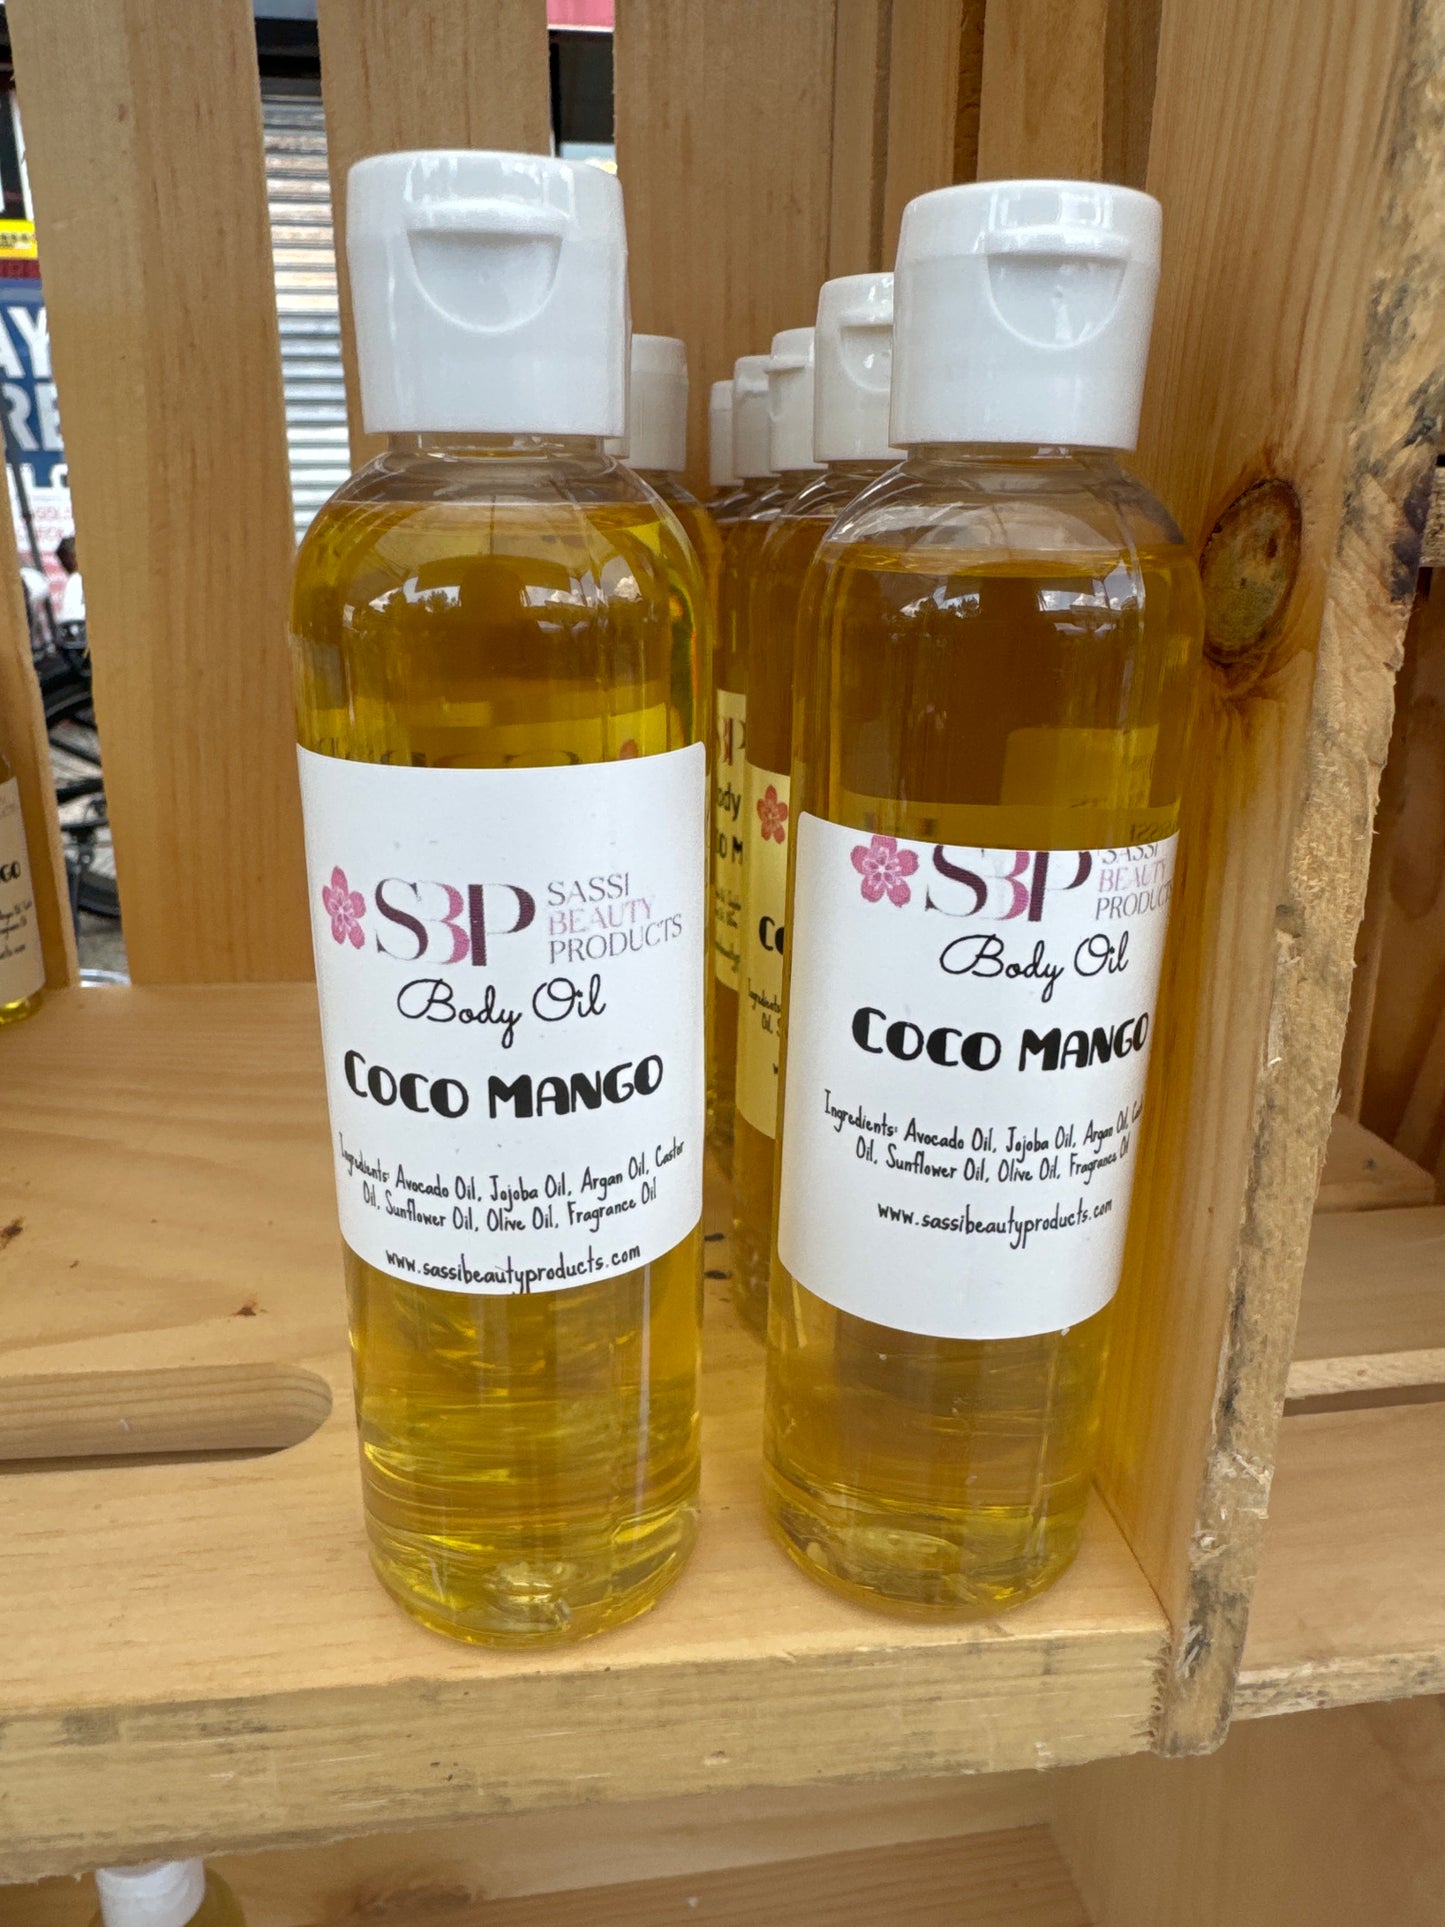 SBP
SASSI
BEAUTY
PRODUCTS
Body Oil
COCO MANGO
Ingredients: Avocado Oil, Jojoba Oil, Argan Oil, Castor
Oil, Sunflower Oil, Olive Oil, Fragrance Oil
www.sassibeautyproducts.com
SBP
SASSI
BEAUTY
PRODUCTS
Body Oil
COCO MANGO
Ingredients: Avocado Oil, Jojoba Oil, Argan Oil,
Oil, Sunflower Oil, Olive Oil, Fragrance Oil
www.sassibeautyproducts.com